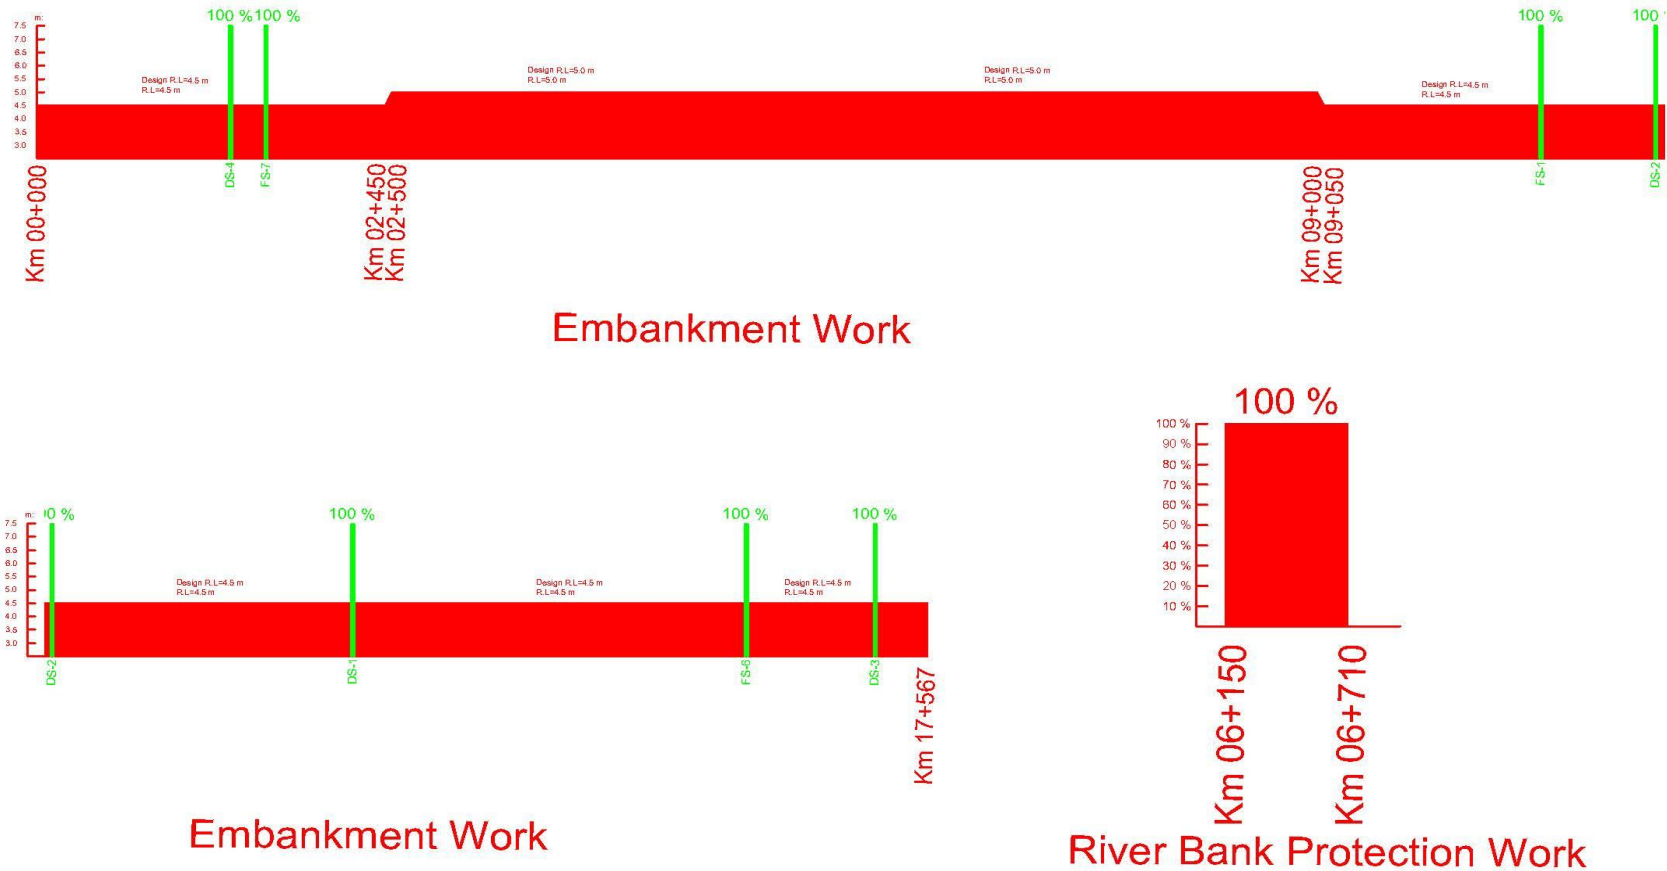 100 % 100 %
100 %
100
m:
7.5
7.0
6.5
6.0
5.5
5.0
4.5
4.0
3.5
3.0
Design R.L=4.5 m
R.L=4.5 m
Design R.L=5.0 m
R.L=5.0 m
Design R.L=5.0 m
R.L=5.0 m
Design R.L=4.5 m
R.L=4.5 m
DS-4
FS-7
FS-1
DS-2
Km 00+000
Km 02+450
Km 02+500
Km 09+000
Km 09+050
Embankment Work
m:
00 %
100 %
100 %
100 %
7.5
7.0
6.5
6.0
5.5
5.0
4.5
4.0
3.5
3.0
Design R.L=4.5 m
R.L=4.5 m
Design R.L=4.5 m
R.L=4.5 m
Design R.L=4.5 m
R.L=4.5 m
DS-2
DS-1
FS-6
DS-3
Km 17+567
Embankment Work
100 %
100 %
90 %
80 %
70 %
60 %
50 %
40 %
30 %
20 %
10 %
Km 06+150
Km 06+710
River Bank Protection Work